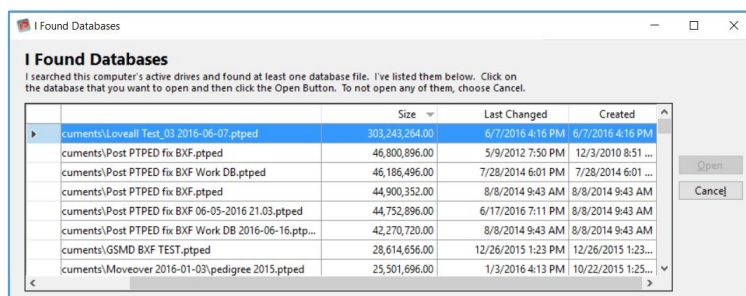 I Found Databases
I Found Databases
I searched this computer's active drives and found at least one database file. I've listed them below. Click on
the database that you want to open and then click the Open Button. To not open any of them, choose Cancel.
Size Last Changed Created
cuments\Loveall Test_03 2016-06-07.ptped 303,243,264.00 6/7/2016 4:16 PM 6/7/2016 4:16 PM
cuments\Post PTPED fix BXF.ptped 46,800,896.00 5/9/2012 7:50 PM 12/3/2010 8:51 ...
cuments\Post PTPED fix BXF Work DB.ptped 46,186,496.00 7/28/2014 6:01 PM 7/28/2014 6:01 ...
Open
cuments\Post PTPED fix BXF.ptped 44,900,352.00 8/8/2014 9:43 AM 8/8/2014 9:43 AM
Cancel
cuments\Post PTPED fix BXF 06-05-2016 21.03.ptped 44,752,896.00 6/17/2016 7:11 PM 8/8/2014 9:43 AM
cuments\Post PTPED fix BXF Work DB 2016-06-16.ptp... 42,270,720.00 8/8/2014 9:43 AM 8/8/2014 9:43 AM
cuments\GSMD BXF TEST.ptped 28,614,656.00 12/26/2015 1:23 PM 12/26/2015 1:23...
cuments\Moveover 2016-01-03\pedigree 2015.ptped 25,501,696.00 1/3/2016 4:13 PM 10/22/2015 1:25...